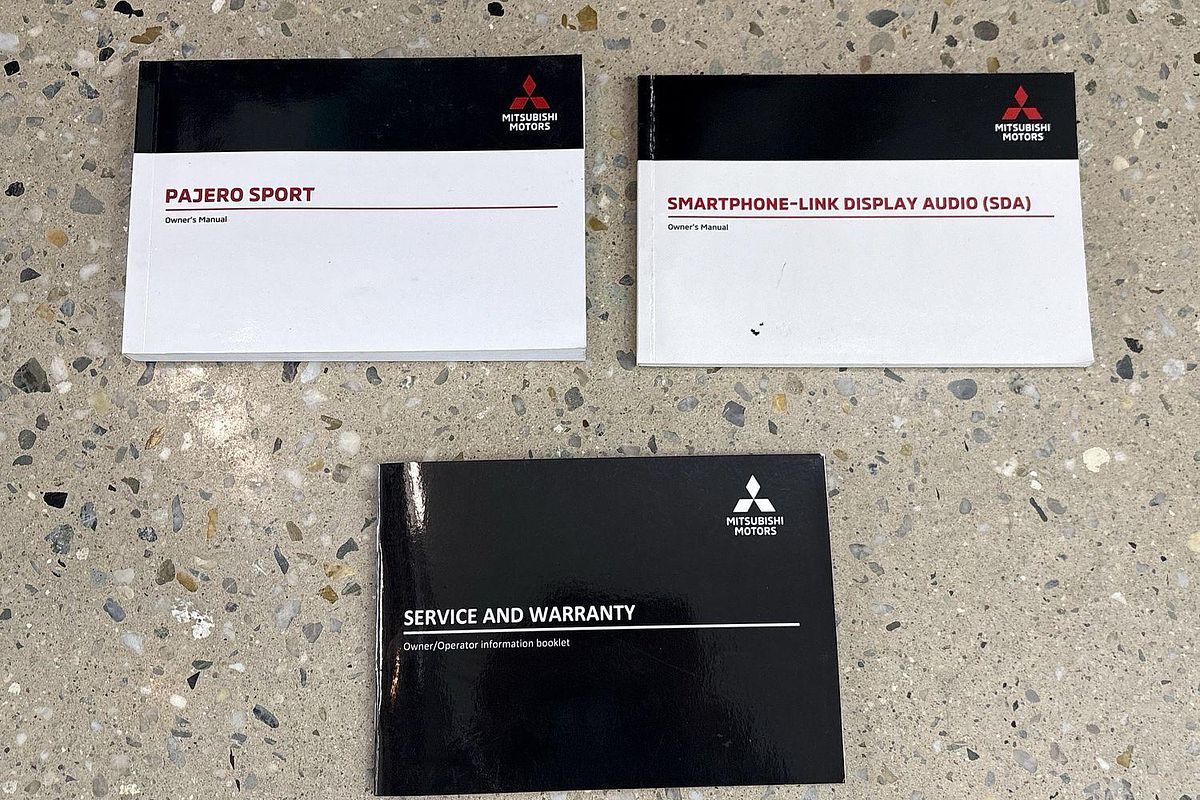 MITSUBISHI
MOTORS
PAJERO SPORT
Owner's Manual
MITSUBISHI
MOTORS
SMARTPHONE-LINK DISPLAY AUDIO (SDA)
Owner's Manual
MITSUBISHI
MOTORS
SERVICE AND WARRANTY
Owner/Operator information booklet